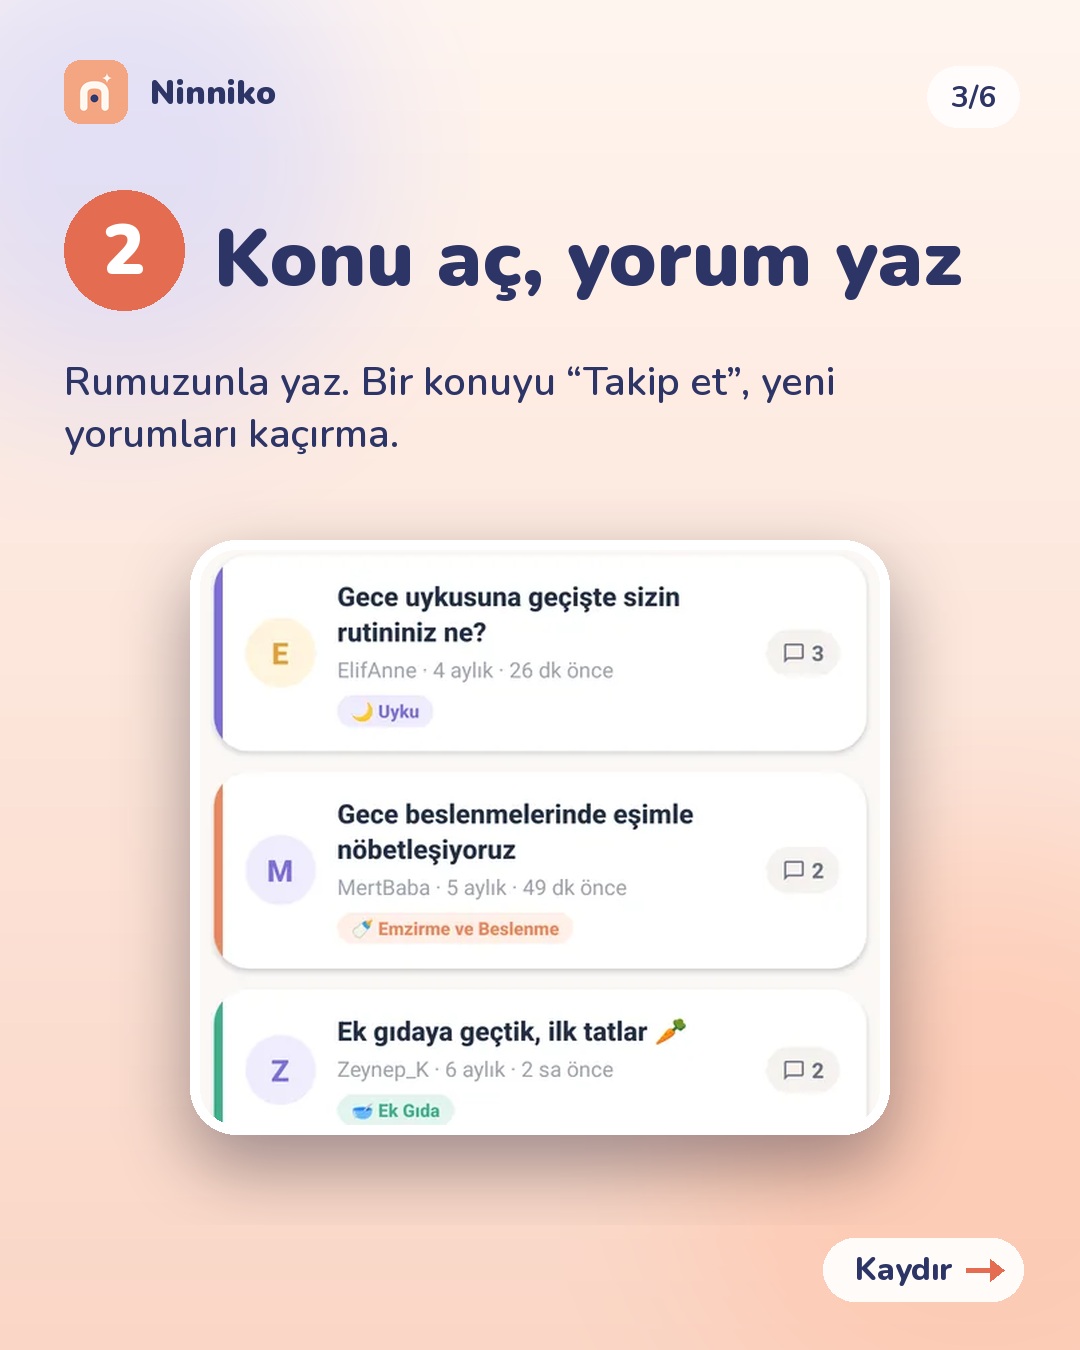 Ninniko
3/6
2
Konu aç, yorum yaz
Rumuzunla yaz. Bir konuyu “Takip et”, yeni
yorumları kaçırma.
Gece uykusuna geçişte sizin
rutininiz ne?
E
3
ElifAnne · 4 aylık · 26 dk önce
🌙 Uyku
Gece beslenmelerinde eşimle
nöbetleşiyoruz
M
2
MertBaba · 5 aylık · 49 dk önce
🍼 Emzirme ve Beslenme
Ek gıdaya geçtik, ilk tatlar 🥕
Z
2
Zeynep_K · 6 aylık · 2 sa önce
🥣 Ek Gıda
Kaydır →